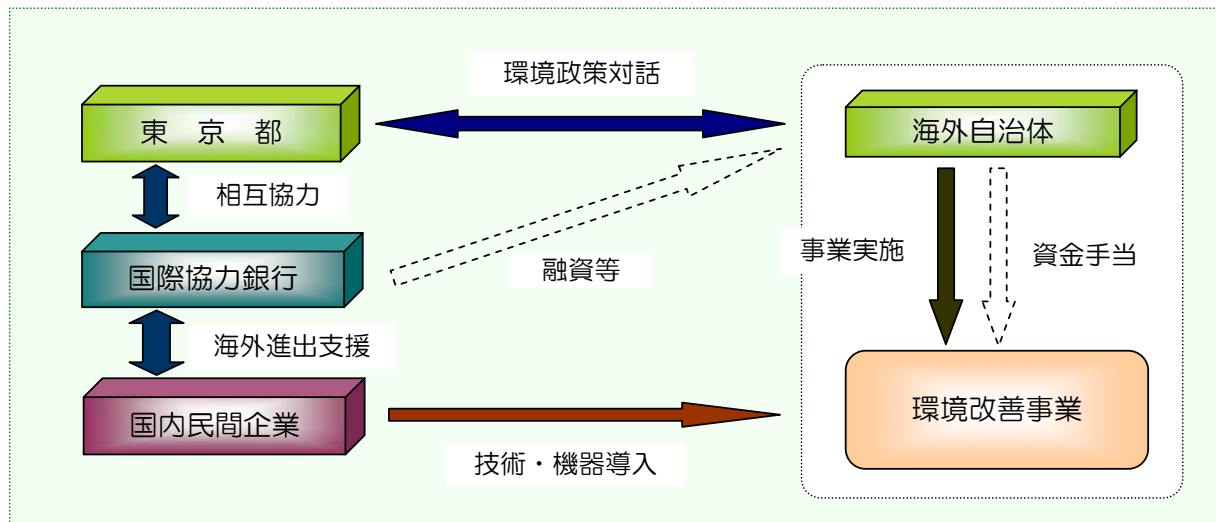 環境政策対話
東　京　都
海外自治体
相互協力
国際協力銀行
融資等
事業実施
資金手当
海外進出支援
国内民間企業
環境改善事業
技術・機器導入